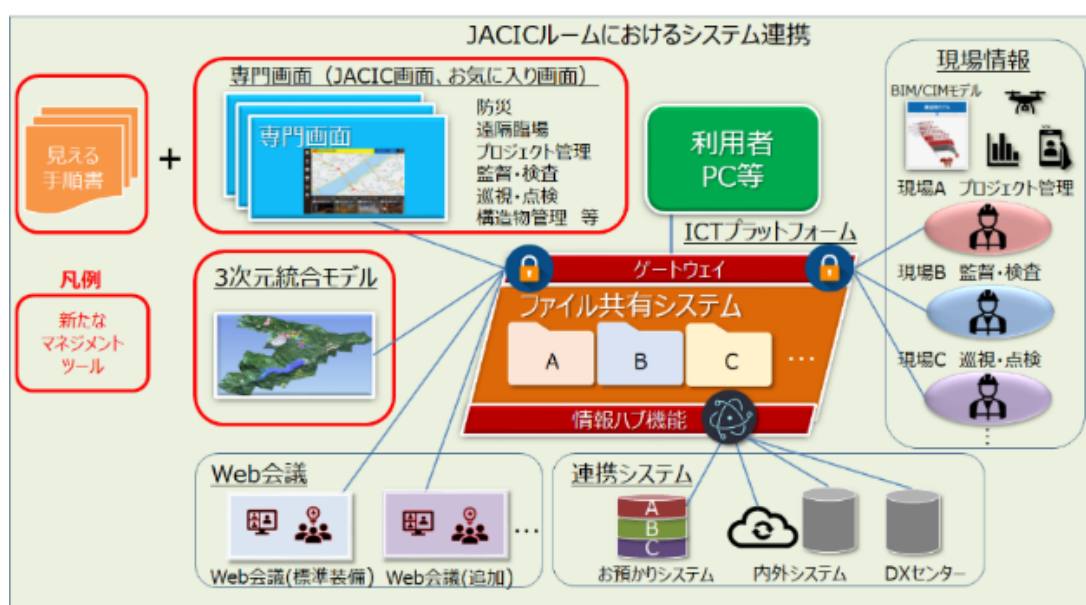 JACICルームにおけるシステム連携
見える
手順書
+
専門画面（JACIC画面、お気に入り画面）
専門画面
防災
遠隔臨場
プロジェクト管理
監督・検査
巡視・点検
構造物管理 等
利用者
PC等
現場情報
BIM/CIMモデル
現場A プロジェクト管理
現場B 監督・検査
現場C 巡視・点検
⋮
凡例
新たな
マネジメント
ツール
3次元統合モデル
ICTプラットフォーム
ゲートウェイ
ファイル共有システム
A
B
C
…
情報ハブ機能
Web会議
Web会議(標準装備)
Web会議(追加)
…
連携システム
A
B
C
お預かりシステム
内外システム
DXセンター